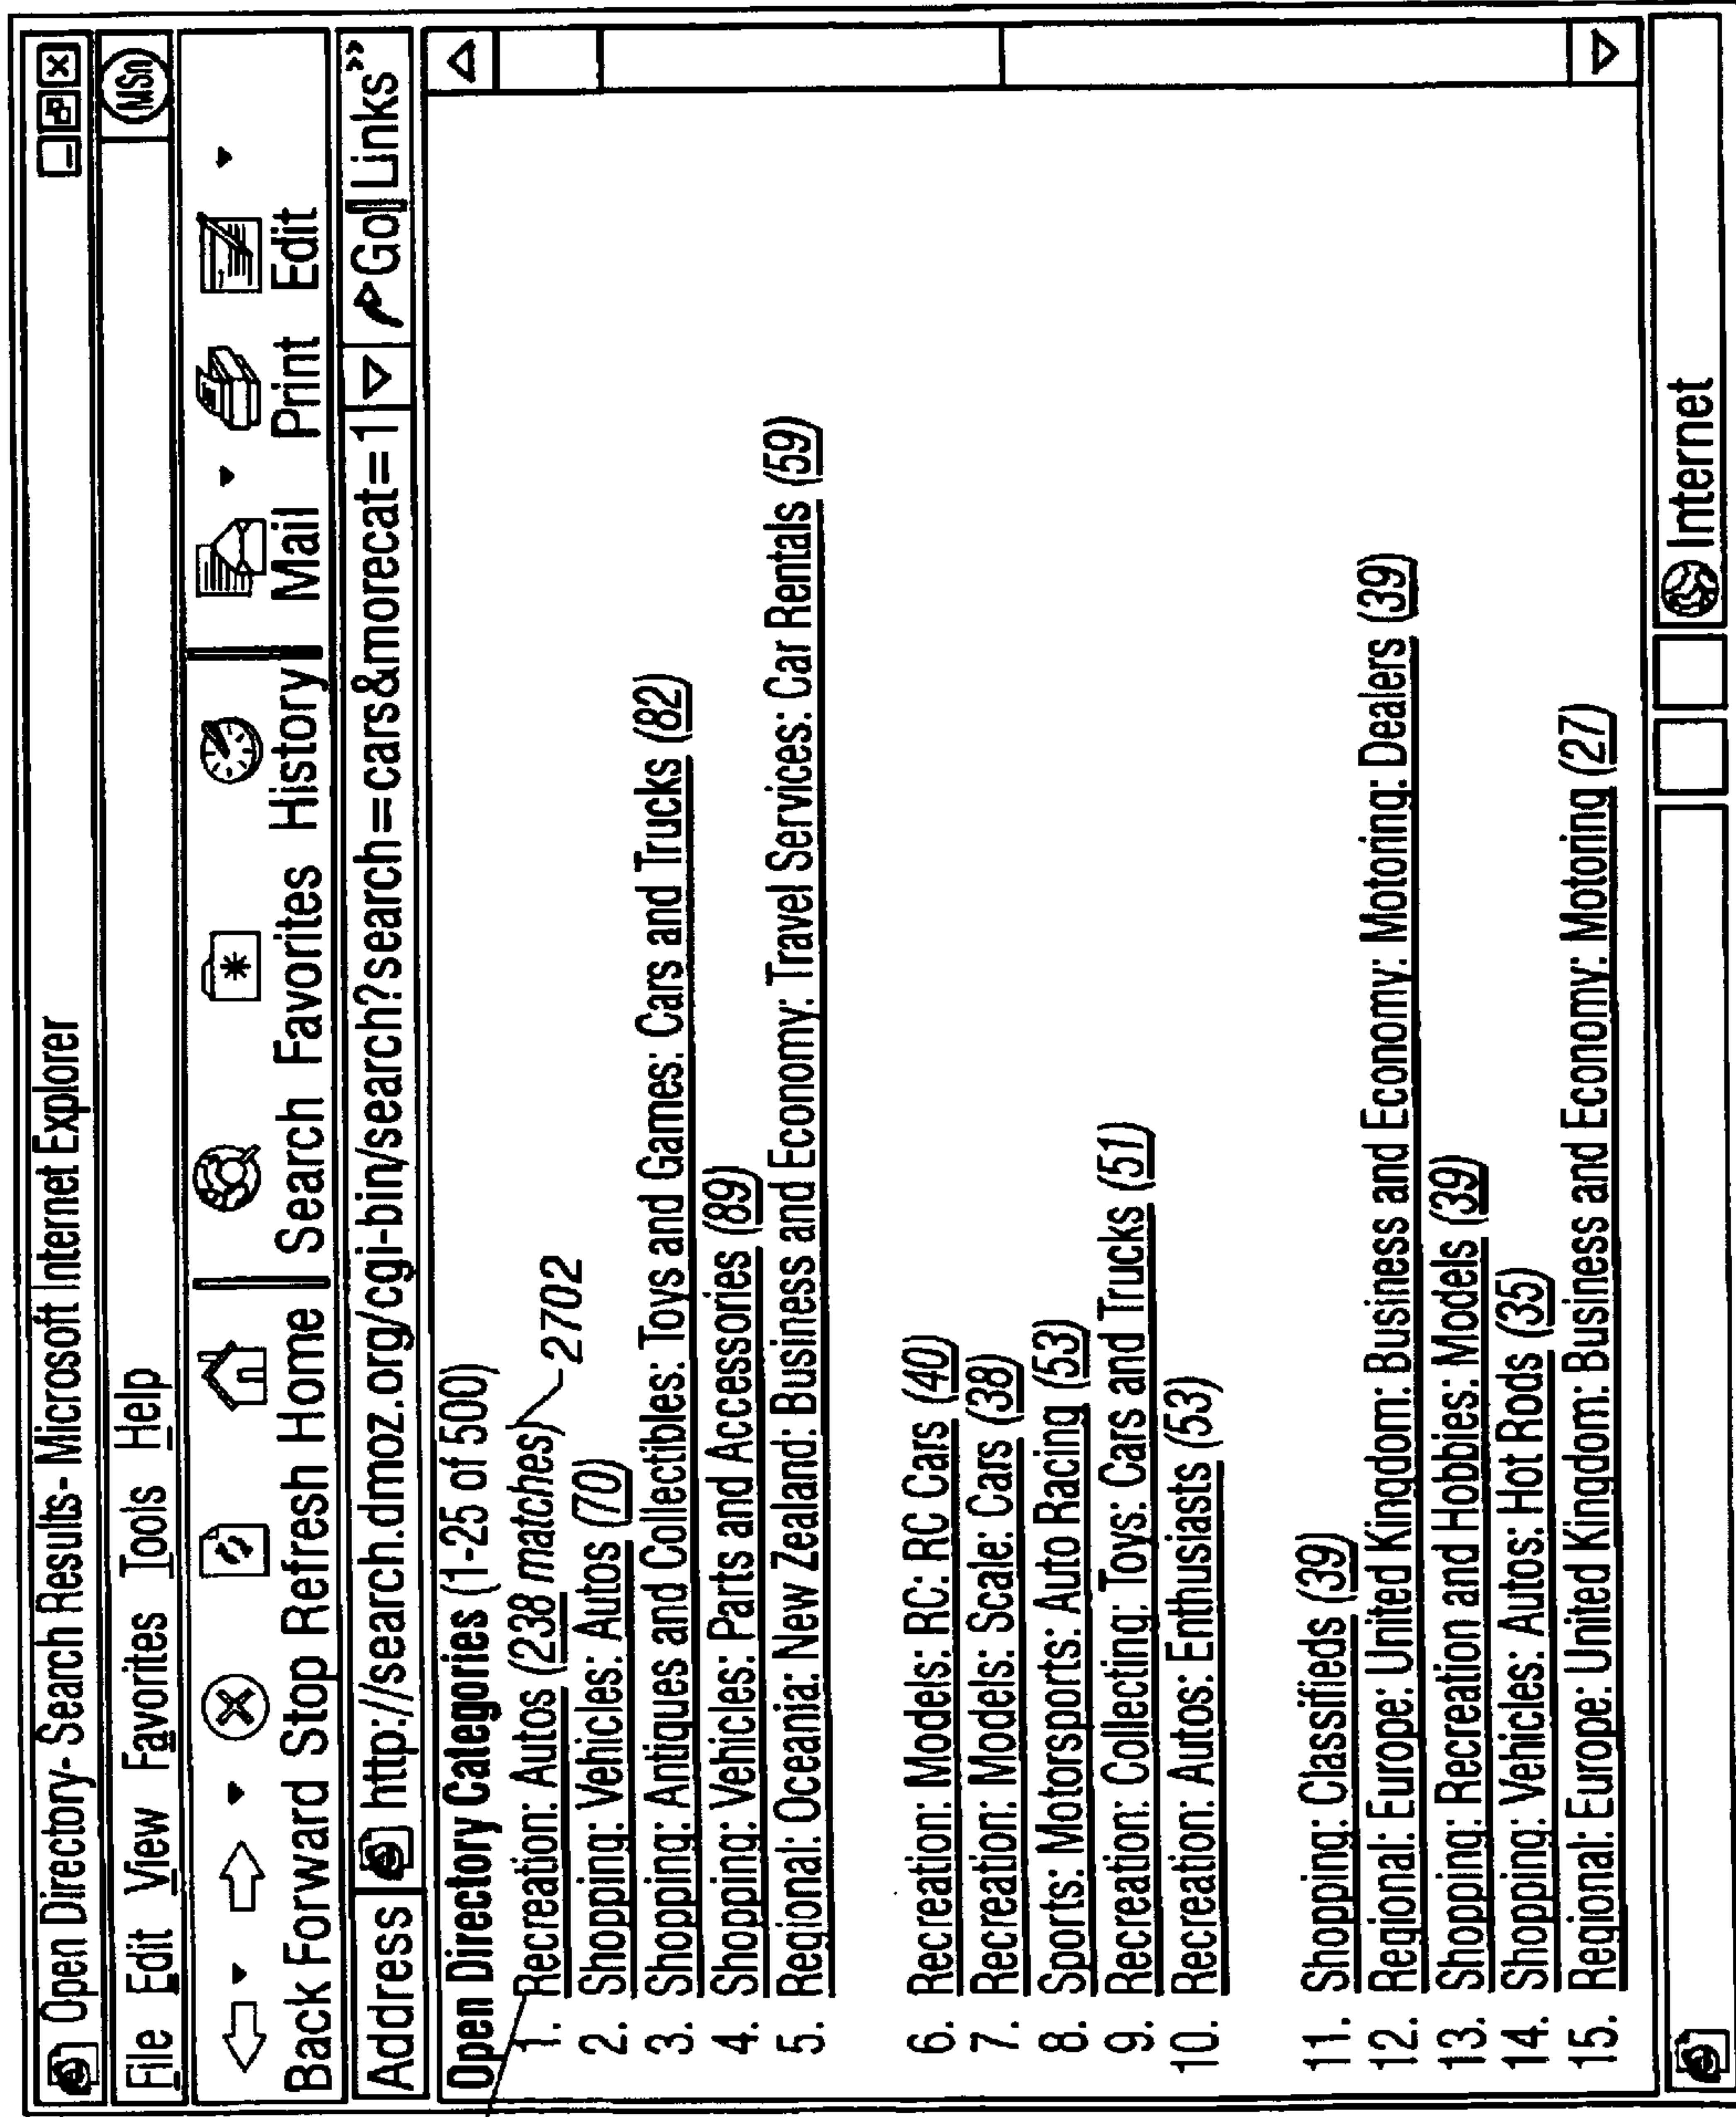 Open Directory- Search Results- Microsoft Internet Explorer
File Edit View Favorites Tools Help
MSn
Back Forward Stop Refresh Home Search Favorites History Mail Print Edit
Address http://search.dmoz.org/cgi-bin/search?search=cars&morecat=1 Go Links»
Open Directory Categories (1-25 of 500)
1. Recreation: Autos (238 matches) 2702
2. Shopping: Vehicles: Autos (70)
3. Shopping: Antiques and Collectibles: Toys and Games: Cars and Trucks (82)
4. Shopping: Vehicles: Parts and Accessories (89)
5. Regional: Oceania: New Zealand: Business and Economy: Travel Services: Car Rentals (59)
6. Recreation: Models: RC: RC Cars (40)
7. Recreation: Models: Scale: Cars (38)
8. Sports: Motorsports: Auto Racing (53)
9. Recreation: Collecting: Toys: Cars and Trucks (51)
10. Recreation: Autos: Enthusiasts (53)
11. Shopping: Classifieds (39)
12. Regional: Europe: United Kingdom: Business and Economy: Motoring: Dealers (39)
13. Shopping: Recreation and Hobbies: Models (39)
14. Shopping: Vehicles: Autos: Hot Rods (35)
15. Regional: Europe: United Kingdom: Business and Economy: Motoring (27)
Internet